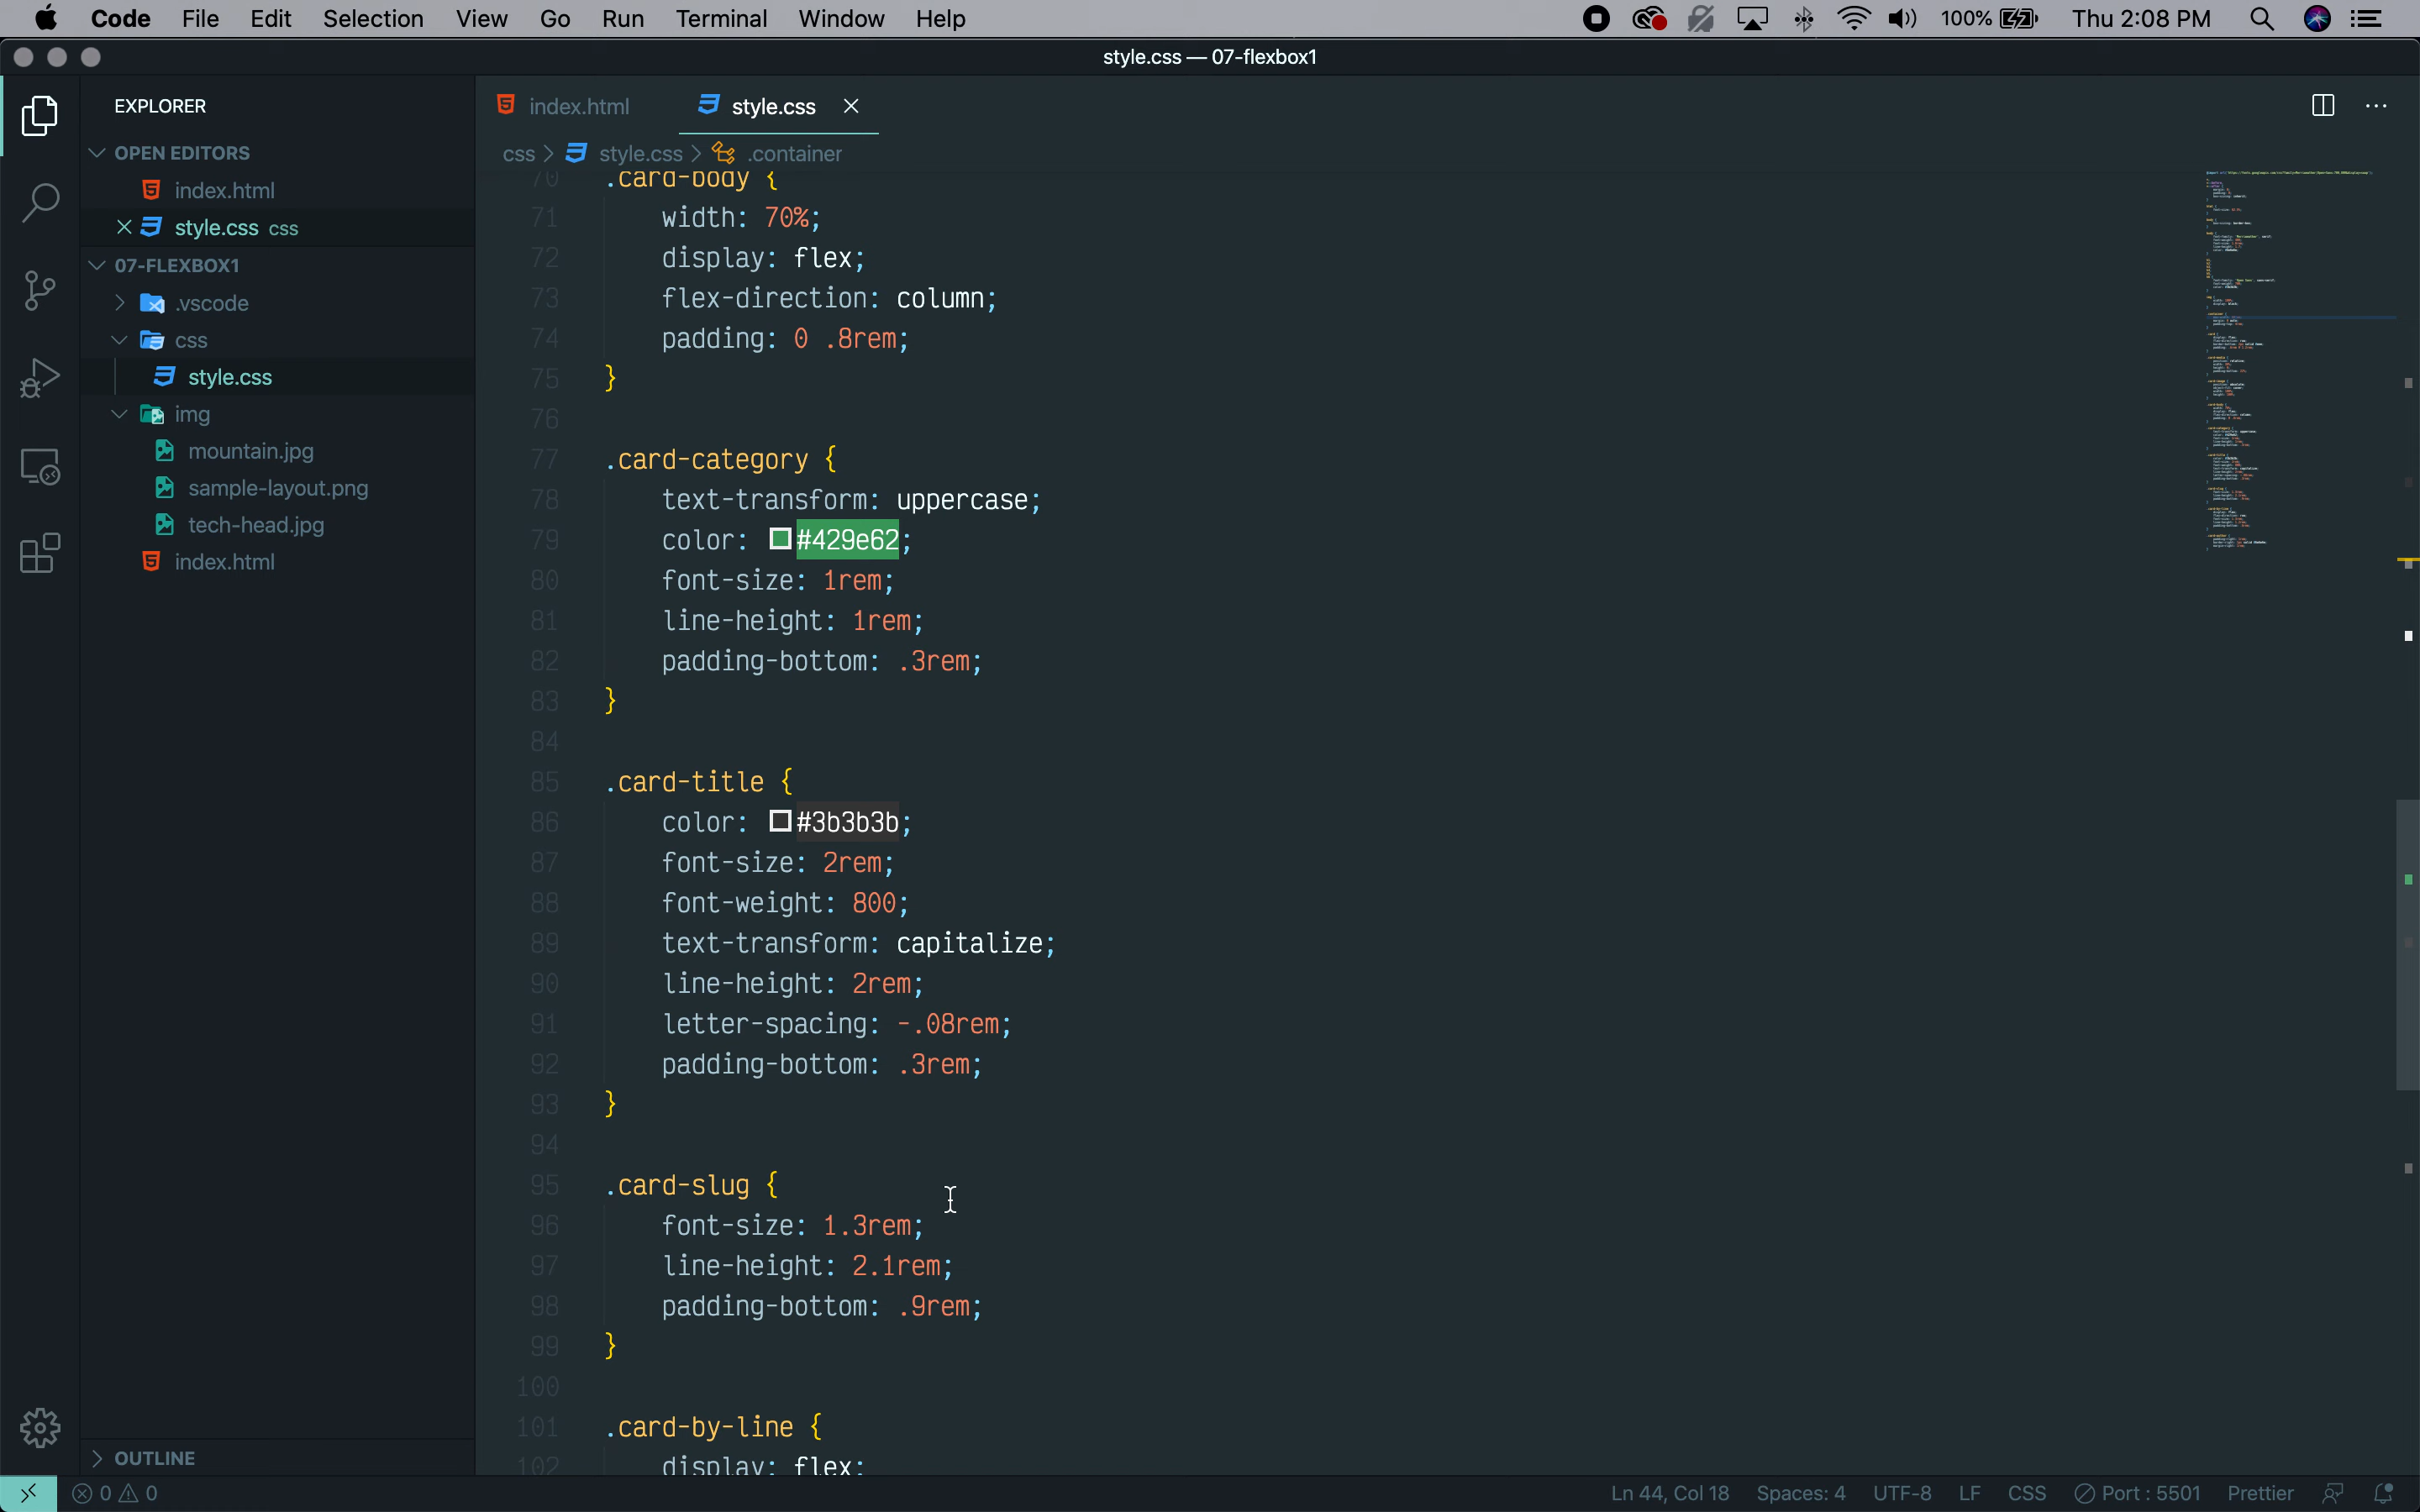 Code File Edit Selection View Go Run Terminal Window Help 100% Thu 2:08 PM
style.css — 07-flexbox1
EXPLORER
OPEN EDITORS
index.html
style.css css
07-FLEXBOX1
.vscode
css
style.css
img
mountain.jpg
sample-layout.png
tech-head.jpg
index.html
OUTLINE
index.html style.css
css > style.css > .container
70 .card-body {
71 width: 70%;
72 display: flex;
73 flex-direction: column;
74 padding: 0 .8rem;
75 }
76
77 .card-category {
78 text-transform: uppercase;
79 color: #429e62;
80 font-size: 1rem;
81 line-height: 1rem;
82 padding-bottom: .3rem;
83 }
84
85 .card-title {
86 color: #3b3b3b;
87 font-size: 2rem;
88 font-weight: 800;
89 text-transform: capitalize;
90 line-height: 2rem;
91 letter-spacing: -.08rem;
92 padding-bottom: .3rem;
93 }
94
95 .card-slug {
96 font-size: 1.3rem;
97 line-height: 2.1rem;
98 padding-bottom: .9rem;
99 }
100
101 .card-by-line {
102 display: flex;
0 0 Ln 44, Col 18 Spaces: 4 UTF-8 LF CSS Port : 5501 Prettier